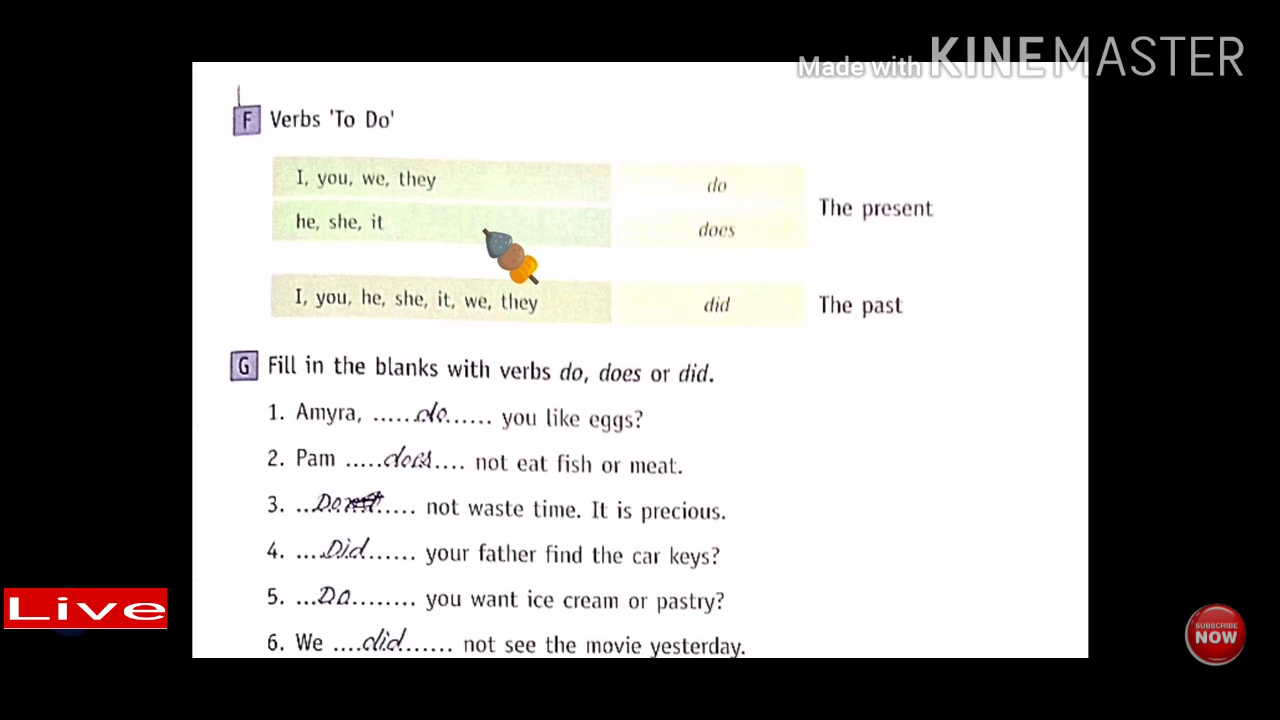 Made with KINEMASTER
F Verbs 'To Do'
I, you, we, they do
The present
he, she, it does
I, you, he, she, it, we, they did The past
G Fill in the blanks with verbs do, does or did.
1. Amyra, .....do...... you like eggs?
2. Pam .....does.... not eat fish or meat.
3. ..Do..... not waste time. It is precious.
4. ....Did...... your father find the car keys?
5. ...Do........ you want ice cream or pastry?
6. We ....did...... not see the movie yesterday.
Live
SUBSCRIBE
NOW